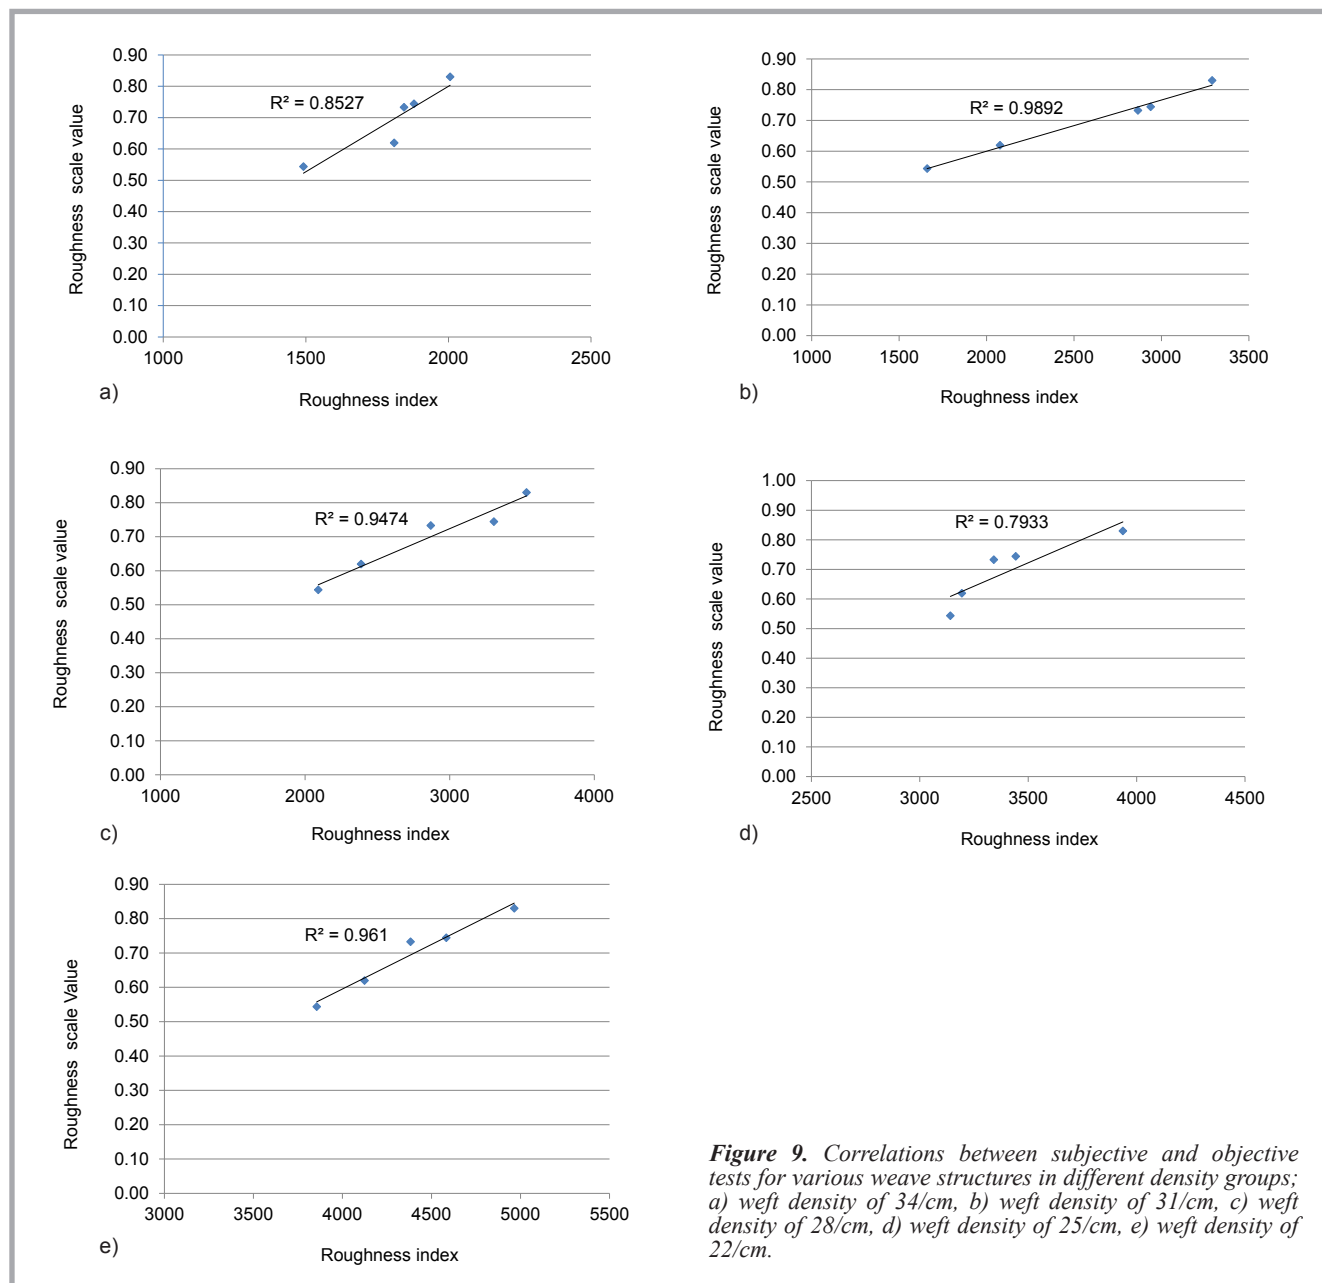 0.90
0.80
0.70
0.60
0.50
0.40
0.30
0.20
0.10
0.00
Roughness scale value
R² = 0.8527
1000 1500 2000 2500
a)
Roughness index
0.90
0.80
0.70
0.60
0.50
0.40
0.30
0.20
0.10
0.00
Roughness scale value
R² = 0.9892
1000 1500 2000 2500 3000 3500
b)
Roughness index
0.90
0.80
0.70
0.60
0.50
0.40
0.30
0.20
0.10
0.00
Roughness scale value
R² = 0.9474
1000 2000 3000 4000
c)
Roughness index
1.00
0.90
0.80
0.70
0.60
0.50
0.40
0.30
0.20
0.10
0.00
Roughness scale value
R² = 0.7933
2500 3000 3500 4000 4500
d)
Roughness index
0.90
0.80
0.70
0.60
0.50
0.40
0.30
0.20
0.10
0.00
Roughness scale Value
R² = 0.961
3000 3500 4000 4500 5000 5500
e)
Roughness index
Figure 9. Correlations between subjective and objective
tests for various weave structures in different density groups;
a) weft density of 34/cm, b) weft density of 31/cm, c) weft
density of 28/cm, d) weft density of 25/cm, e) weft density of
22/cm.